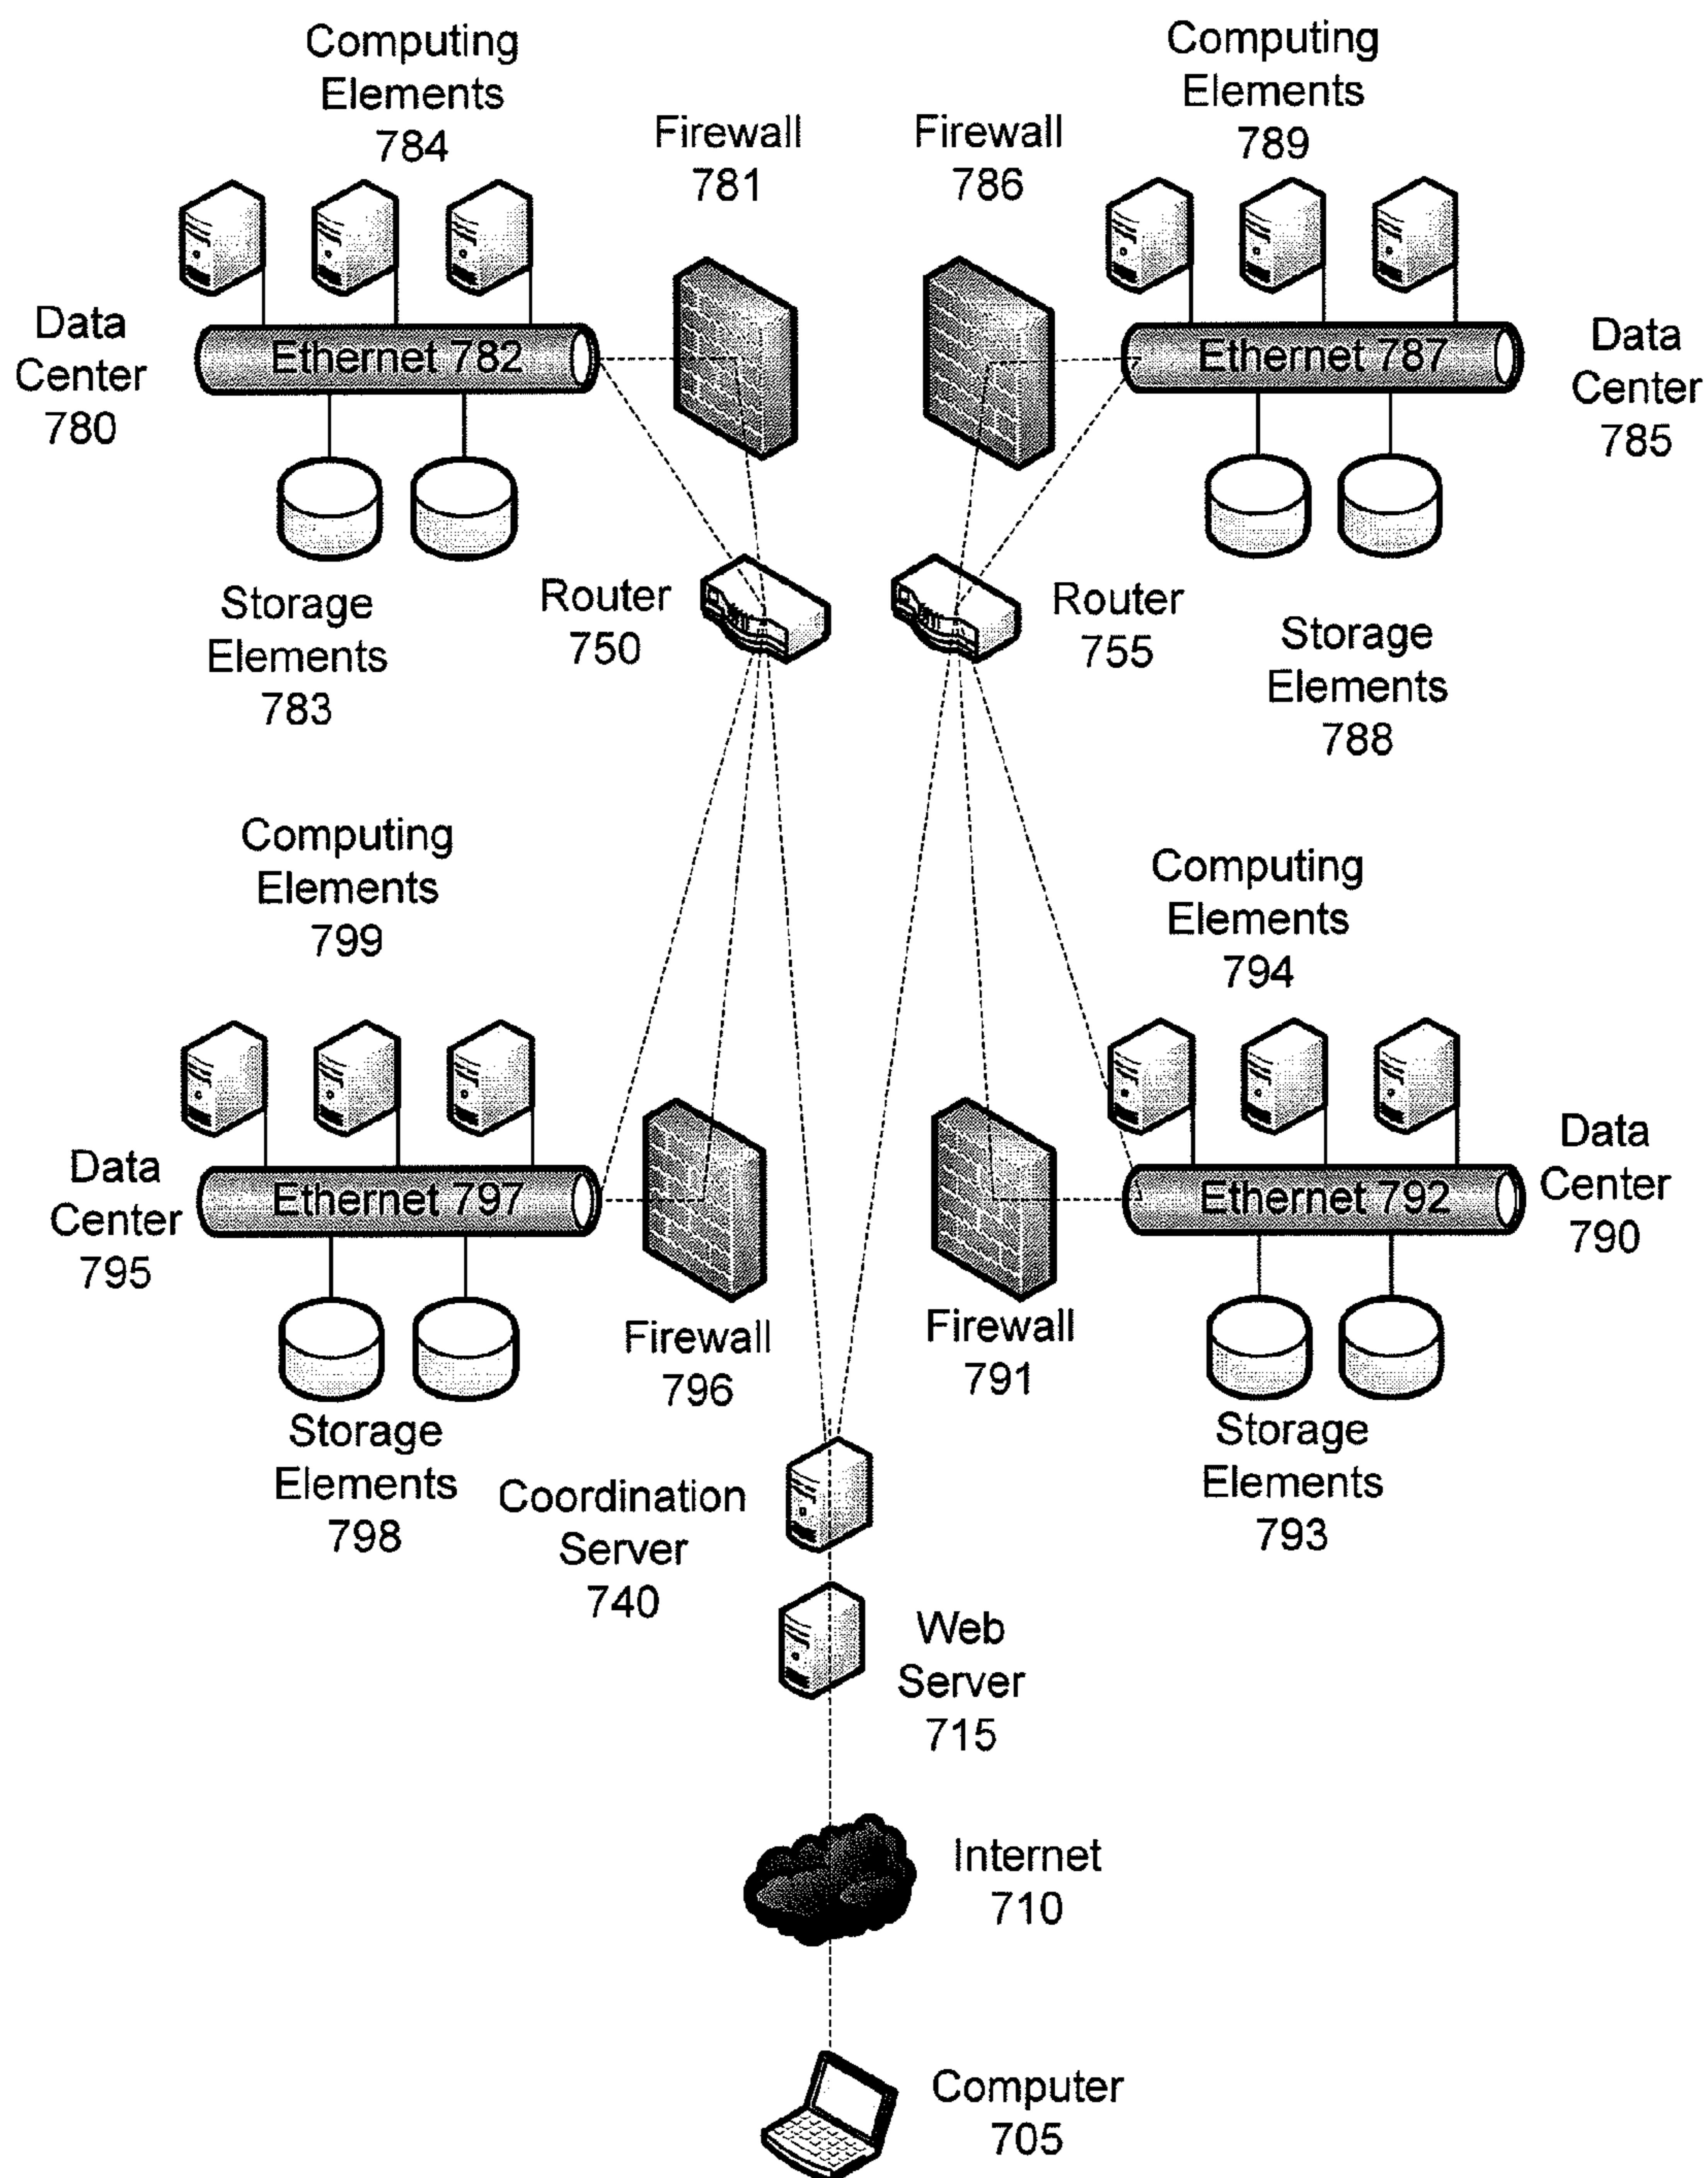 Computing
Elements
784
Firewall
781
Firewall
786
Computing
Elements
789
Data
Center
780
Ethernet 782
Ethernet 787
Data
Center
785
Storage
Elements
783
Router
750
Router
755
Storage
Elements
788
Computing
Elements
799
Computing
Elements
794
Data
Center
795
Ethernet 797
Ethernet 792
Data
Center
790
Firewall
796
Firewall
791
Storage
Elements
798
Storage
Elements
793
Coordination
Server
740
Web
Server
715
Internet
710
Computer
705